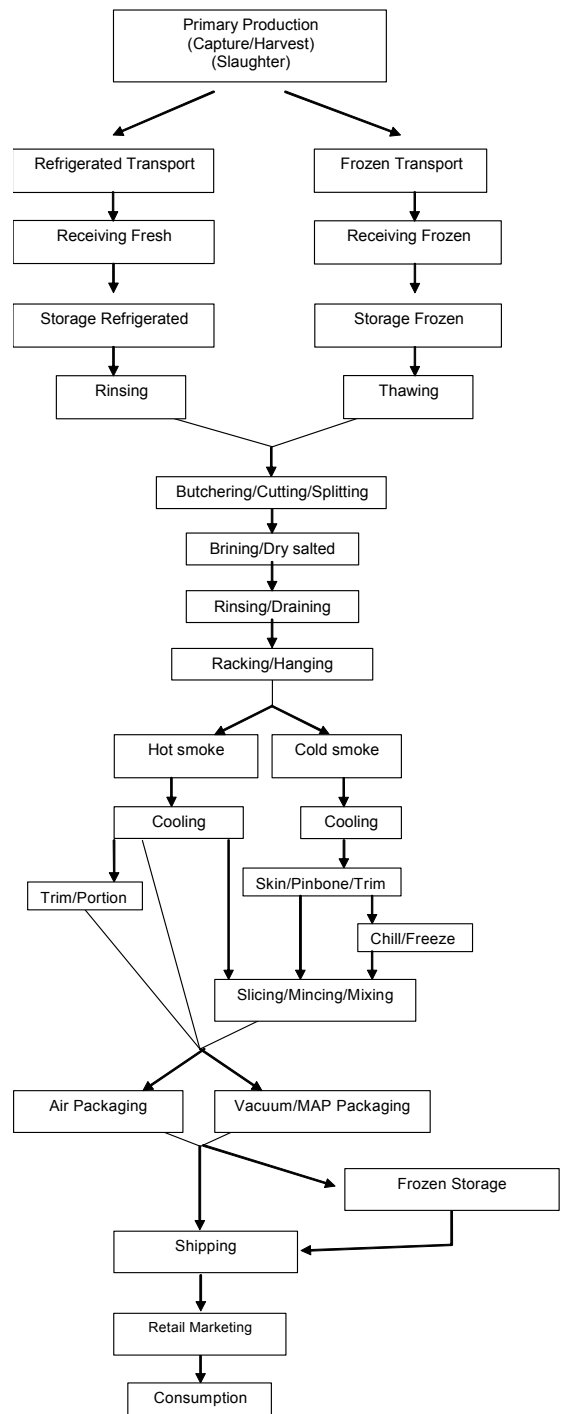 Primary Production
(Capture/Harvest)
(Slaughter)
Refrigerated Transport
Frozen Transport
Receiving Fresh
Receiving Frozen
Storage Refrigerated
Storage Frozen
Rinsing
Thawing
Butchering/Cutting/Splitting
Brining/Dry salted
Rinsing/Draining
Racking/Hanging
Hot smoke
Cold smoke
Cooling
Cooling
Trim/Portion
Skin/Pinbone/Trim
Chill/Freeze
Slicing/Mincing/Mixing
Air Packaging
Vacuum/MAP Packaging
Frozen Storage
Shipping
Retail Marketing
Consumption